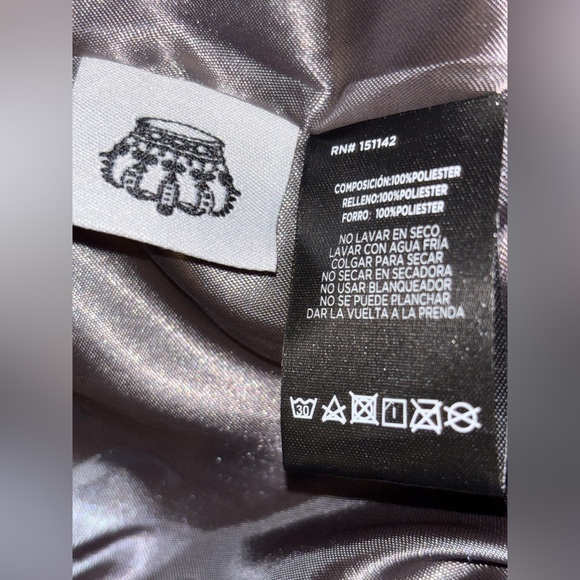 RN# 151142
COMPOSICIÓN:100%POLIESTER
RELLENO:100%POLIESTER
FORRO : 100% POLIESTER
NO LAVAR EN SECO
LAVAR CON AGUA FRÍA
COLGAR PARA SECAR
NO SECAR EN SECADORA
NO USAR BLANQUEADOR
NO SE PUEDE PLANCHAR
DAR LA VUELTA A LA PRENDA
30